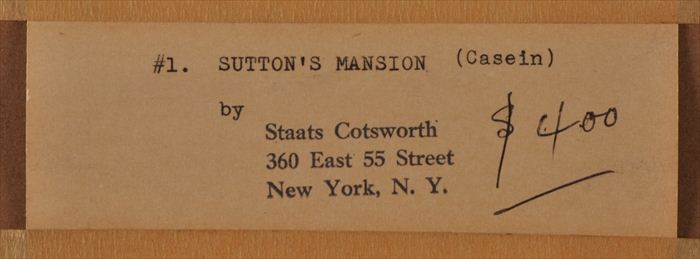 #1. SUTTON'S MANSION (Casein)
by
Staats Cotsworth
360 East 55 Street
New York, N. Y.
$ 400